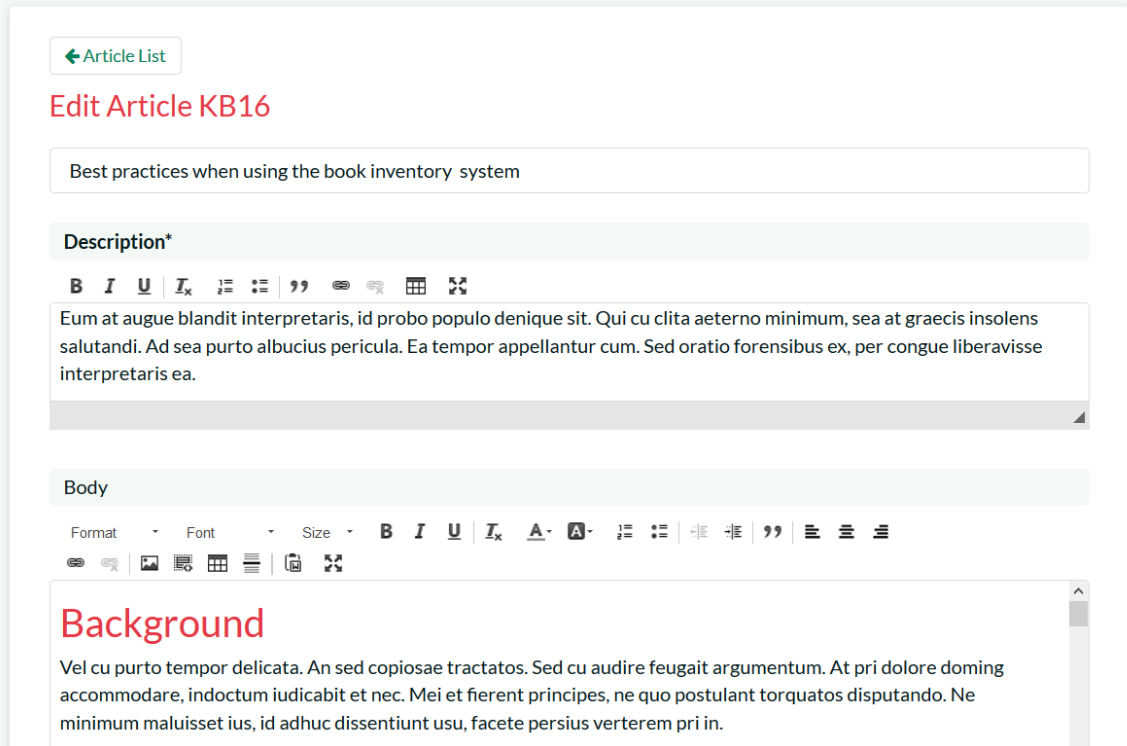 Article List
Edit Article KB16
Best practices when using the book inventory  system
Description*
Eum at augue blandit interpretaris, id probo populo denique sit. Qui cu clita aeterno minimum, sea at graecis insolens
salutandi. Ad sea purto albucius pericula. Ea tempor appellantur cum. Sed oratio forensibus ex, per congue liberavisse
interpretaris ea.
Body
Format Font Size
Background
Vel cu purto tempor delicata. An sed copiosae tractatos. Sed cu audire feugait argumentum. At pri dolore doming
accommodare, indoctum iudicabit et nec. Mei et fierent principes, ne quo postulant torquatos disputando. Ne
minimum maluisset ius, id adhuc dissentiunt usu, facete persius verterem pri in.